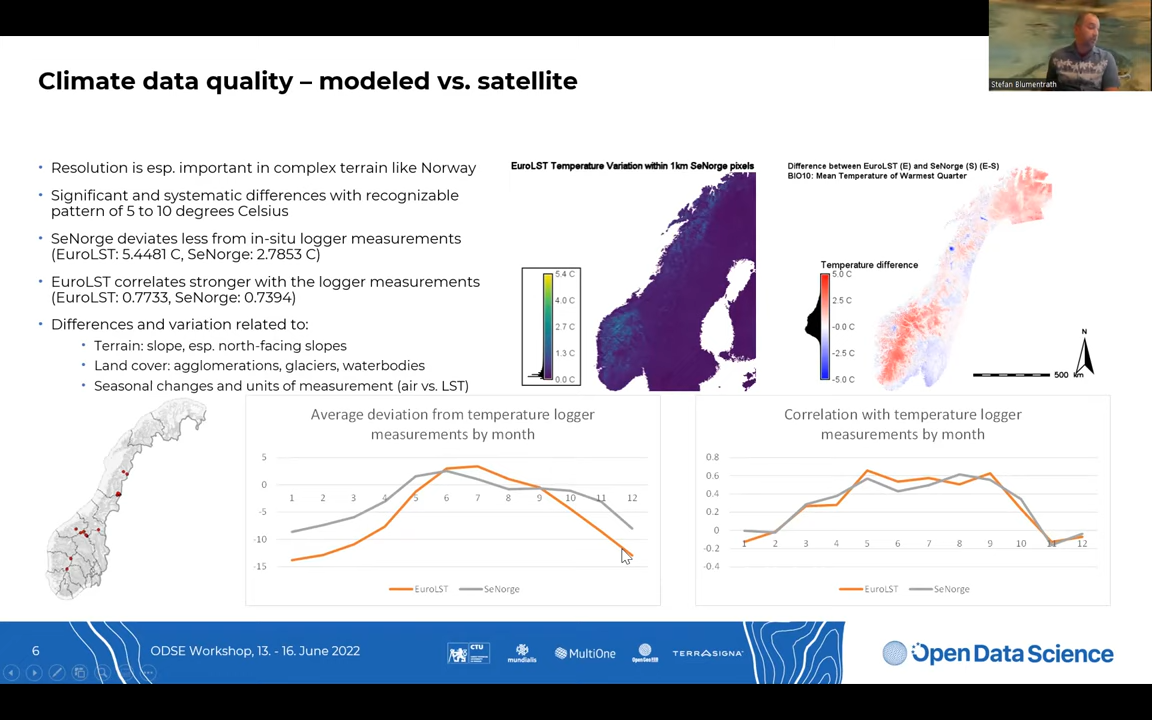 Stefan Blumentrath
Climate data quality – modeled vs. satellite
• Resolution is esp. important in complex terrain like Norway
• Significant and systematic differences with recognizable
pattern of 5 to 10 degrees Celsius
• SeNorge deviates less from in-situ logger measurements
(EuroLST: 5.4481 C, SeNorge: 2.7853 C)
• EuroLST correlates stronger with the logger measurements
(EuroLST: 0.7733, SeNorge: 0.7394)
• Differences and variation related to:
• Terrain: slope, esp. north-facing slopes
• Land cover: agglomerations, glaciers, waterbodies
• Seasonal changes and units of measurement (air vs. LST)
EuroLST Temperature Variation within 1km SeNorge pixels
5.4 C
4.0 C
2.7 C
1.3 C
0.0 C
Difference between EuroLST (E) and SeNorge (S) (E-S)
BIO10: Mean Temperature of Warmest Quarter
Temperature difference
5.0 C
2.5 C
-0.0 C
-2.5 C
-5.0 C
N
500 km
Average deviation from temperature logger
measurements by month
5
0
-5
-10
-15
1 2 3 4 5 6 7 8 9 10 11 12
EuroLST SeNorge
Correlation with temperature logger
measurements by month
0.8
0.6
0.4
0.2
0
-0.2
-0.4
1 2 3 4 5 6 7 8 9 10 11 12
EuroLST SeNorge
6
ODSE Workshop, 13. - 16. June 2022
CTU
mundialis
MultiOne
OpenGeoHub
TERRASIGNA
Open Data Science